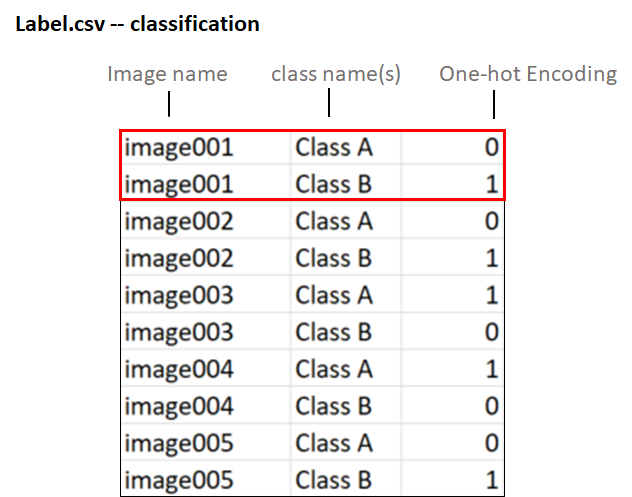 Label.csv -- classification
Image name class name(s) One-hot Encoding
image001 Class A 0
image001 Class B 1
image002 Class A 0
image002 Class B 1
image003 Class A 1
image003 Class B 0
image004 Class A 1
image004 Class B 0
image005 Class A 0
image005 Class B 1